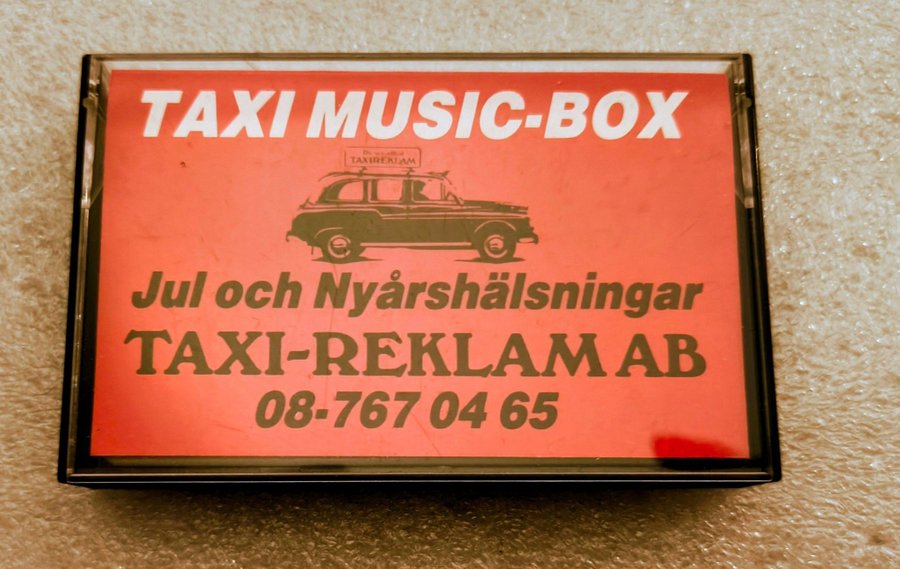 TAXI MUSIC-BOX
TAXIREKLAM
Jul och Nyårshälsningar
TAXI-REKLAM AB
08-767 04 65